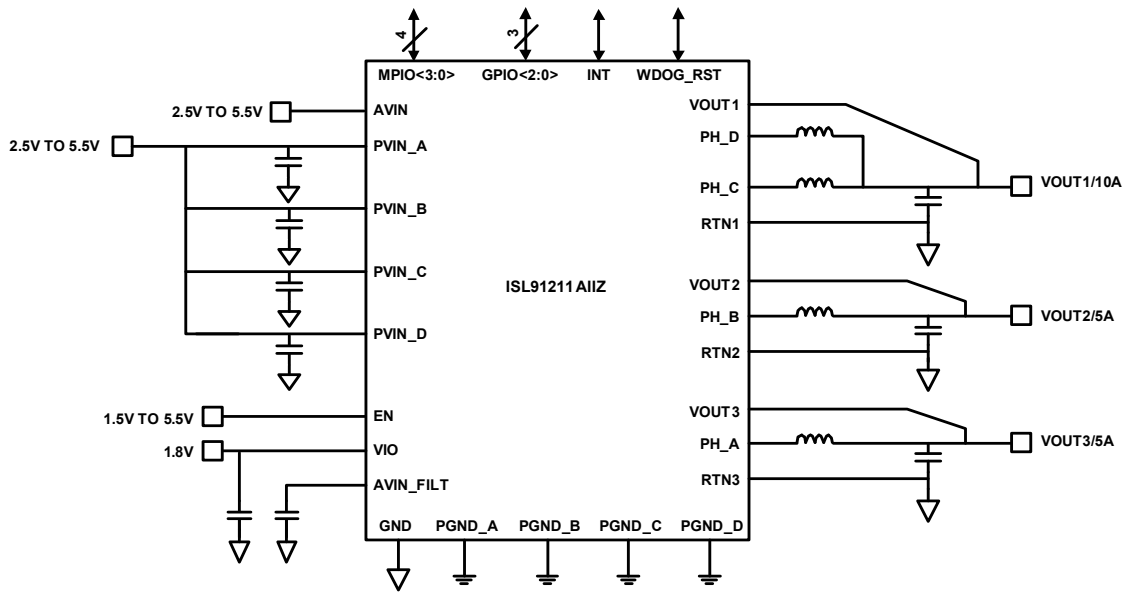 4
3
MPIO<3:0>
GPIO<2:0>
INT
WDOG_RST
2.5V TO 5.5V
AVIN
2.5V TO 5.5V
PVIN_A
PVIN_B
PVIN_C
PVIN_D
1.5V TO 5.5V
EN
1.8V
VIO
AVIN_FILT
ISL91211AIIZ
VOUT1
PH_D
PH_C
VOUT1/10A
RTN1
VOUT2
PH_B
VOUT2/5A
RTN2
VOUT3
PH_A
VOUT3/5A
RTN3
GND
PGND_A
PGND_B
PGND_C
PGND_D